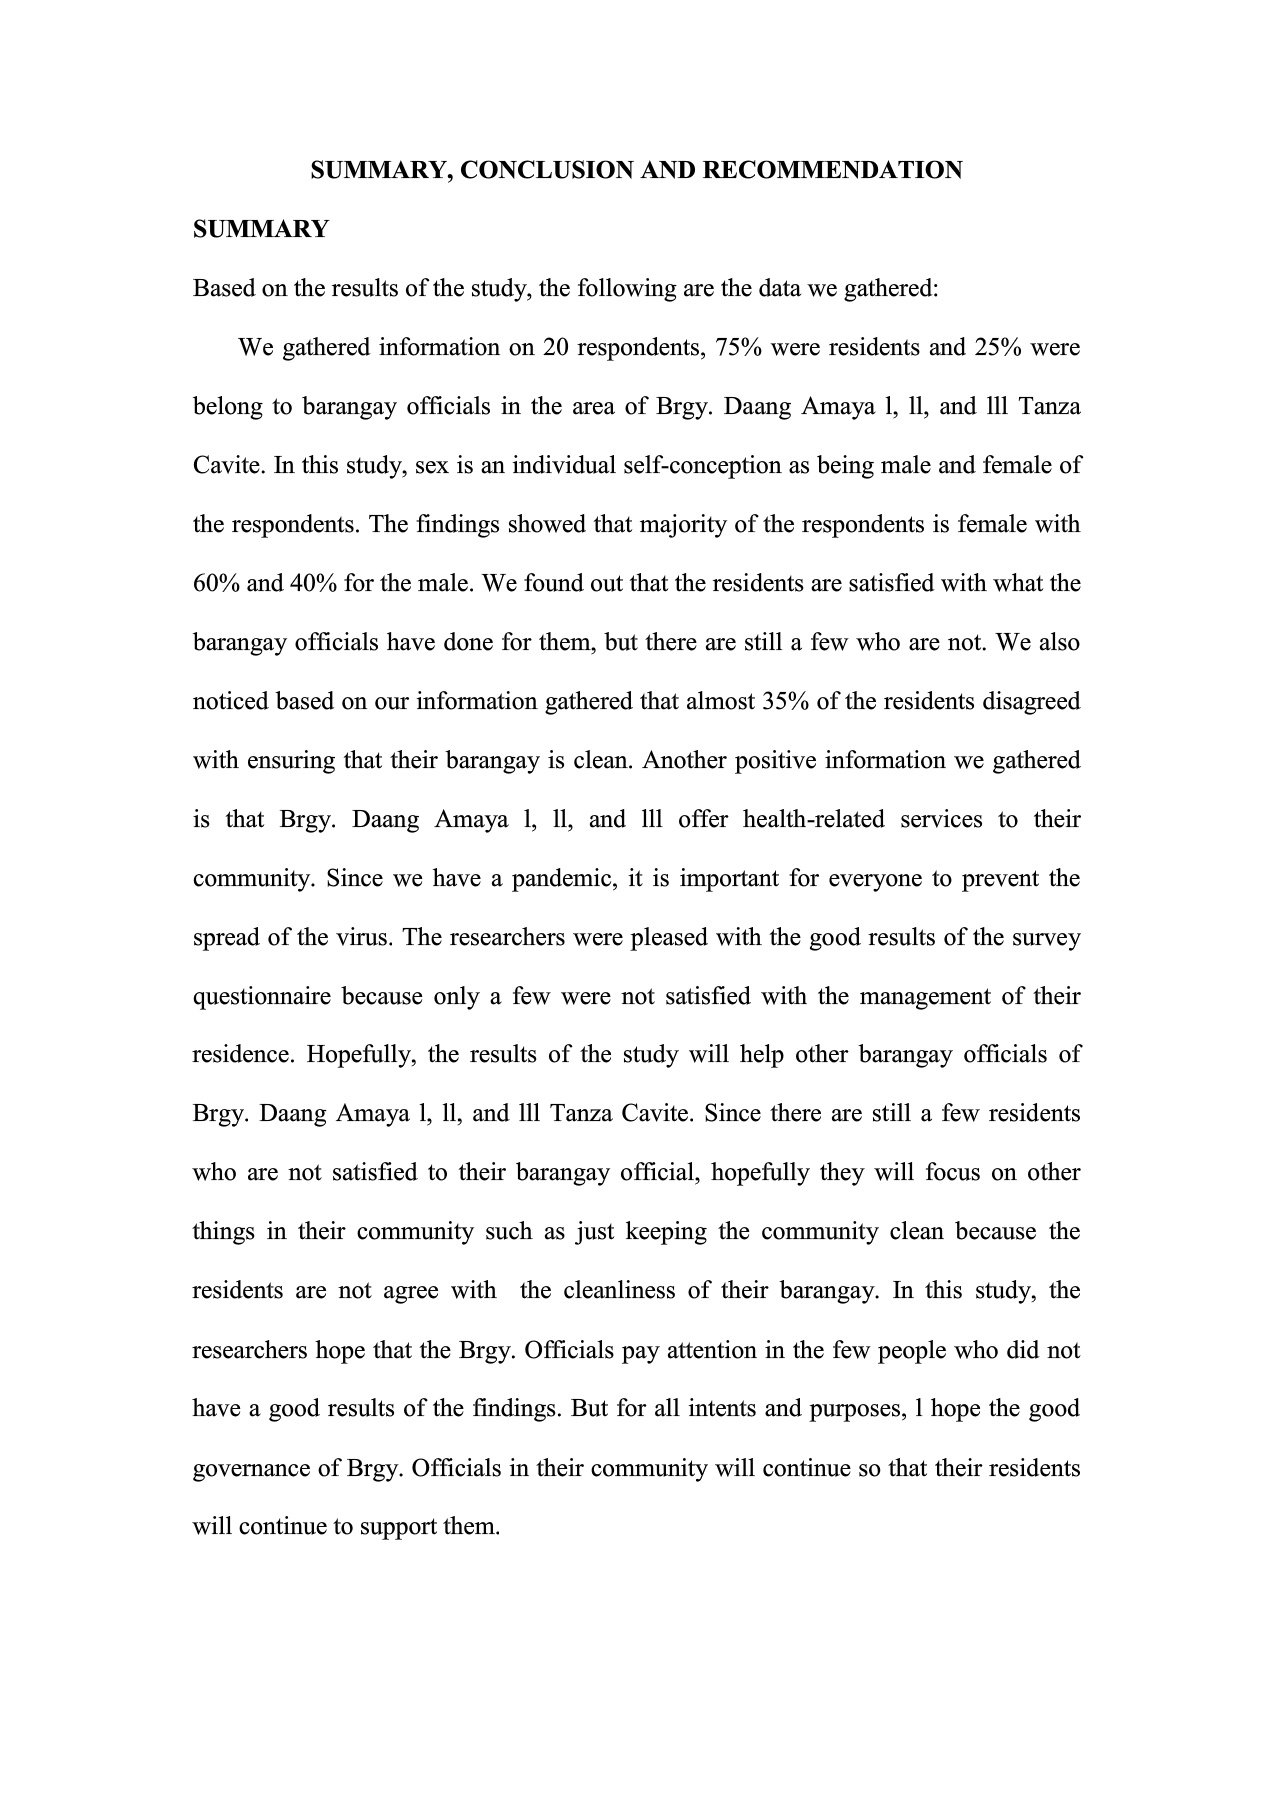 SUMMARY, CONCLUSION AND RECOMMENDATION
SUMMARY
Based on the results of the study, the following are the data we gathered:
We gathered information on 20 respondents, 75% were residents and 25% were
belong to barangay officials in the area of Brgy. Daang Amaya l, ll, and lll Tanza
Cavite. In this study, sex is an individual self-conception as being male and female of
the respondents. The findings showed that majority of the respondents is female with
60% and 40% for the male. We found out that the residents are satisfied with what the
barangay officials have done for them, but there are still a few who are not. We also
noticed based on our information gathered that almost 35% of the residents disagreed
with ensuring that their barangay is clean. Another positive information we gathered
is that Brgy. Daang Amaya l, ll, and lll offer health-related services to their
community. Since we have a pandemic, it is important for everyone to prevent the
spread of the virus. The researchers were pleased with the good results of the survey
questionnaire because only a few were not satisfied with the management of their
residence. Hopefully, the results of the study will help other barangay officials of
Brgy. Daang Amaya l, ll, and lll Tanza Cavite. Since there are still a few residents
who are not satisfied to their barangay official, hopefully they will focus on other
things in their community such as just keeping the community clean because the
residents are not agree with  the cleanliness of their barangay. In this study, the
researchers hope that the Brgy. Officials pay attention in the few people who did not
have a good results of the findings. But for all intents and purposes, l hope the good
governance of Brgy. Officials in their community will continue so that their residents
will continue to support them.